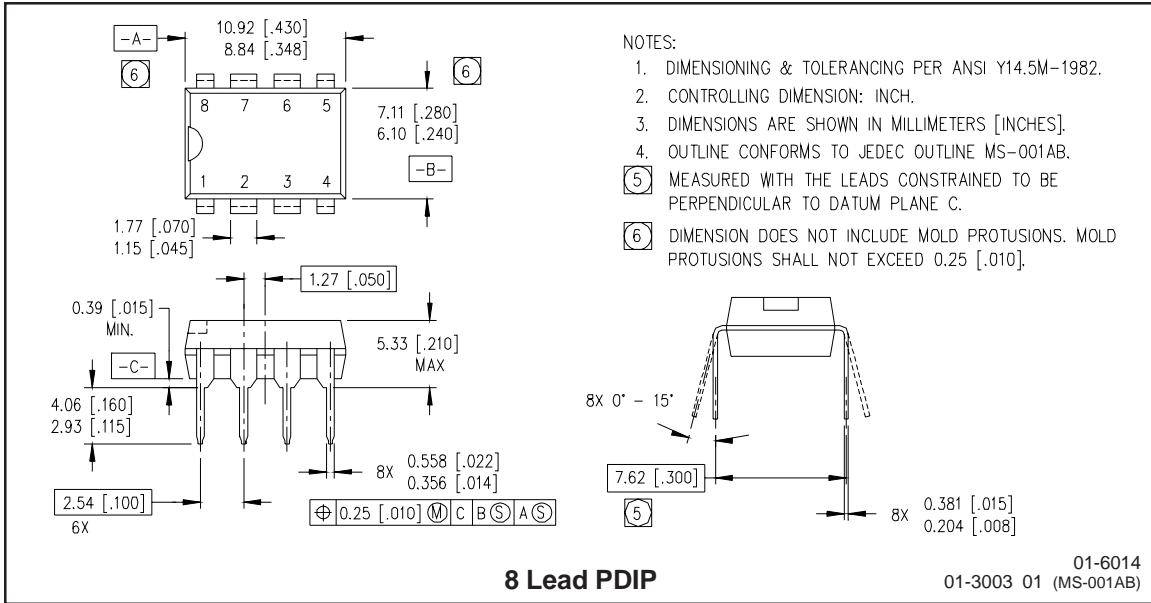 -A-
10.92 [.430]
8.84 [.348]
6
6
8 7 6 5
1 2 3 4
7.11 [.280]
6.10 [.240]
-B-
1.77 [.070]
1.15 [.045]
1.27 [.050]
0.39 [.015]
MIN.
-C-
5.33 [.210]
MAX
4.06 [.160]
2.93 [.115]
2.54 [.100]
6X
8X 0.558 [.022]
0.356 [.014]
⌖ 0.25 [.010] Ⓜ C B Ⓢ A Ⓢ
NOTES:
1. DIMENSIONING & TOLERANCING PER ANSI Y14.5M-1982.
2. CONTROLLING DIMENSION: INCH.
3. DIMENSIONS ARE SHOWN IN MILLIMETERS [INCHES].
4. OUTLINE CONFORMS TO JEDEC OUTLINE MS-001AB.
5 MEASURED WITH THE LEADS CONSTRAINED TO BE
PERPENDICULAR TO DATUM PLANE C.
6 DIMENSION DOES NOT INCLUDE MOLD PROTUSIONS. MOLD
PROTUSIONS SHALL NOT EXCEED 0.25 [.010].
8X 0° - 15°
7.62 [.300]
5
8X 0.381 [.015]
0.204 [.008]
8 Lead PDIP
01-6014
01-3003 01 (MS-001AB)